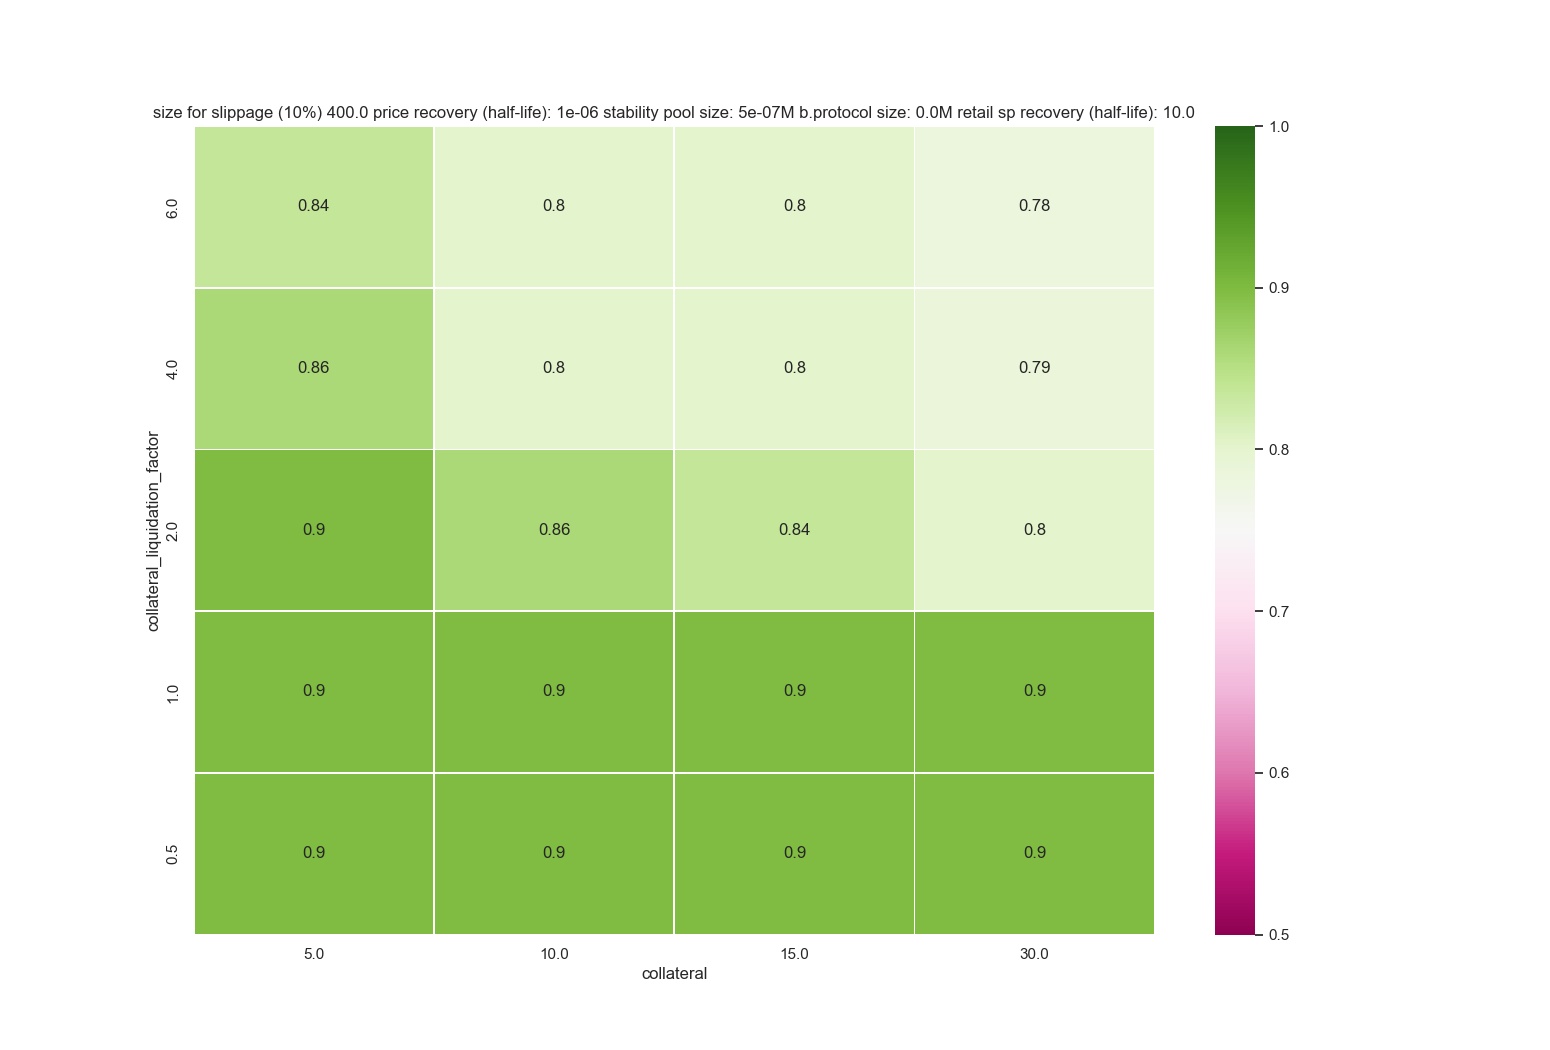 size for slippage (10%) 400.0 price recovery (half-life): 1e-06 stability pool size: 5e-07M b.protocol size: 0.0M retail sp recovery (half-life): 10.0
1.0
6.0 0.84 0.8 0.8 0.78
0.9
4.0 0.86 0.8 0.8 0.79
0.8
collateral_liquidation_factor
2.0 0.9 0.86 0.84 0.8
0.7
1.0 0.9 0.9 0.9 0.9
0.6
0.5 0.9 0.9 0.9 0.9
0.5
5.0 10.0 15.0 30.0
collateral